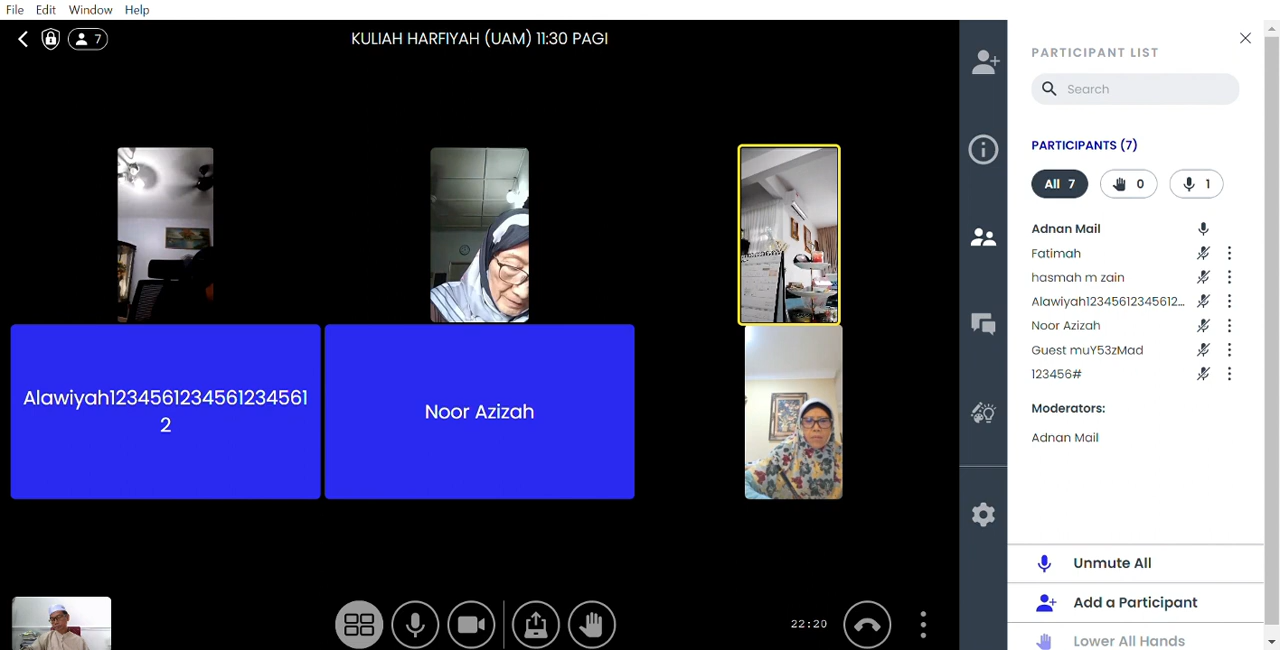 File Edit Window Help
7
KULIAH HARFIYAH (UAM) 11:30 PAGI
Alawiyah1234561234561234561
2
Noor Azizah
22:20
PARTICIPANT LIST
Search
PARTICIPANTS (7)
All 7 0 1
Adnan Mail
Fatimah
hasmah m zain
Alawiyah12345612345612...
Noor Azizah
Guest muY53zMad
123456#
Moderators:
Adnan Mail
Unmute All
Add a Participant
Lower All Hands